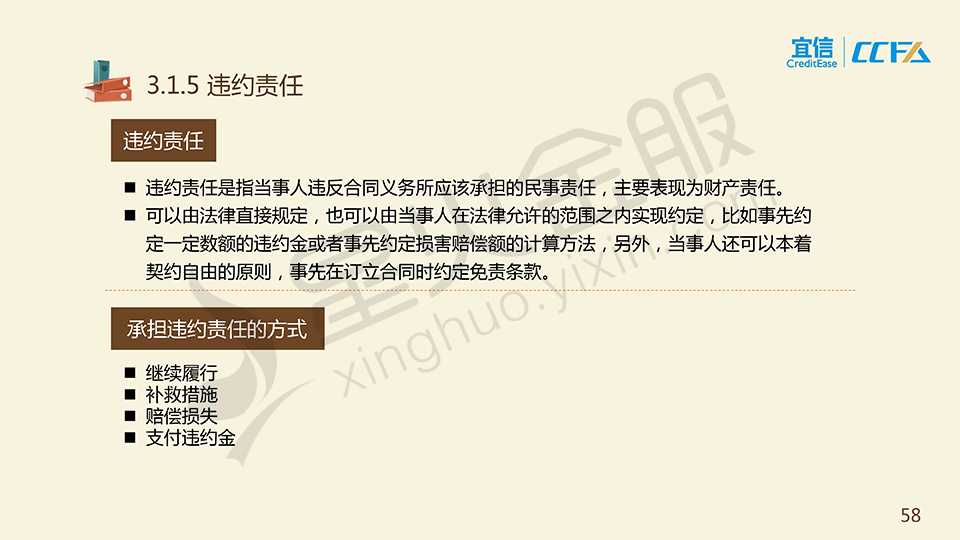 宜信
CreditEase
CCFA
3.1.5 违约责任
违约责任
■ 违约责任是指当事人违反合同义务所应该承担的民事责任，主要表现为财产责任。
■ 可以由法律直接规定，也可以由当事人在法律允许的范围之内实现约定，比如事先约
定一定数额的违约金或者事先约定损害赔偿额的计算方法，另外，当事人还可以本着
契约自由的原则，事先在订立合同时约定免责条款。
承担违约责任的方式
■ 继续履行
■ 补救措施
■ 赔偿损失
■ 支付违约金
星火金服
xinghuo.yixin.com
58